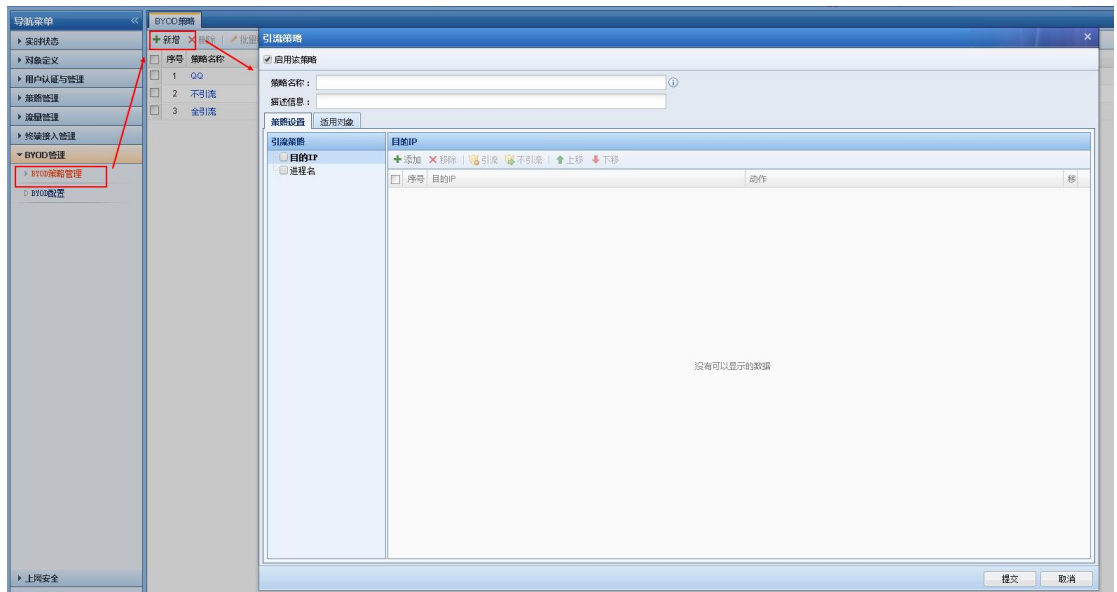 导航菜单
BYOD策略
实时状态
新增 删除 批量
引流策略
启用该策略
对象定义
序号 策略名称
用户认证与管理
1 QQ
策略名称：
策略管理
2 不引流
描述信息：
流量管理
3 全引流
策略设置 适用对象
终端接入管理
引流策略 目的IP
BYOD管理
目的IP
添加 移除 引流 不引流 上移 下移
BYOD策略管理
进程名
序号 目的IP 动作 移
BYOD配置
没有可以显示的数据
上网安全
提交 取消